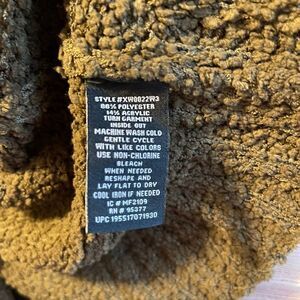 STYLE#XW0022W3
86% POLYESTER
14% ACRYLIC
TURN GARMENT
INSIDE OUT
MACHINE WASH COLD
GENTLE CYCLE
WITH LIKE COLORS
USE NON-CHLORINE
BLEACH
WHEN NEEDED
RESHAPE AND
LAY FLAT TO DRY
COOL IRON IF NEEDED
IC # MF2109
RN # 95377
UPC 195517071930